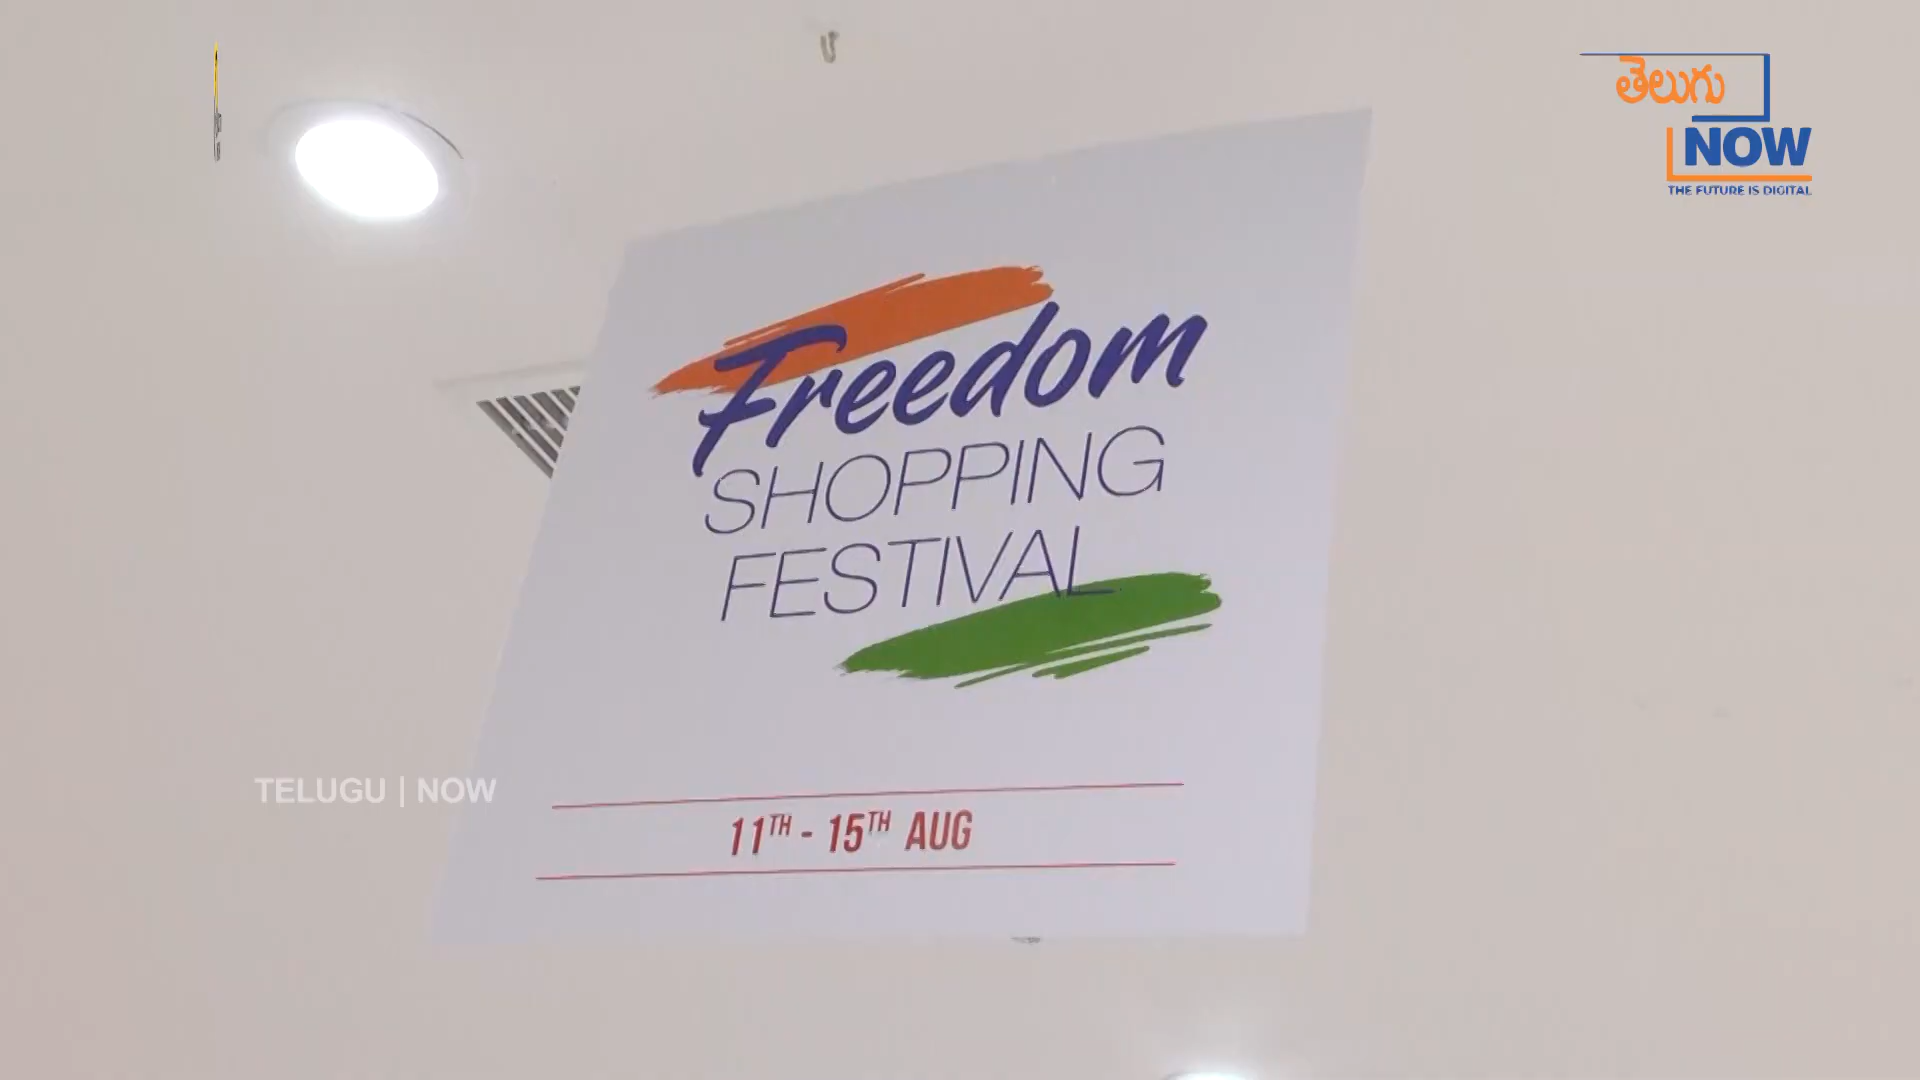 తెలుగు
NOW
THE FUTURE IS DIGITAL
Freedom
SHOPPING
FESTIVAL
TELUGU | NOW
11TH - 15TH AUG